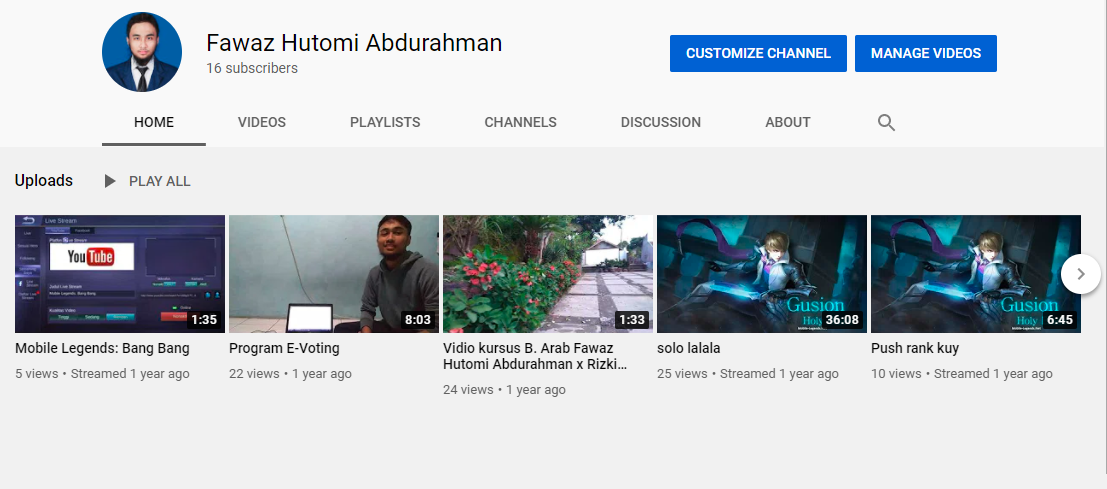 Fawaz Hutomi Abdurahman
16 subscribers
CUSTOMIZE CHANNEL
MANAGE VIDEOS
HOME
VIDEOS
PLAYLISTS
CHANNELS
DISCUSSION
ABOUT
Uploads
PLAY ALL
Live Stream
YouTube
Mobile Legends: Bang Bang
1:35
8:03
1:33
Gusion
Holy
36:08
Gusion
Holy
6:45
Mobile Legends: Bang Bang
5 views • Streamed 1 year ago
Program E-Voting
22 views • 1 year ago
Vidio kursus B. Arab Fawaz
Hutomi Abdurahman x Rizki...
24 views • 1 year ago
solo lalala
25 views • Streamed 1 year ago
Push rank kuy
10 views • Streamed 1 year ago